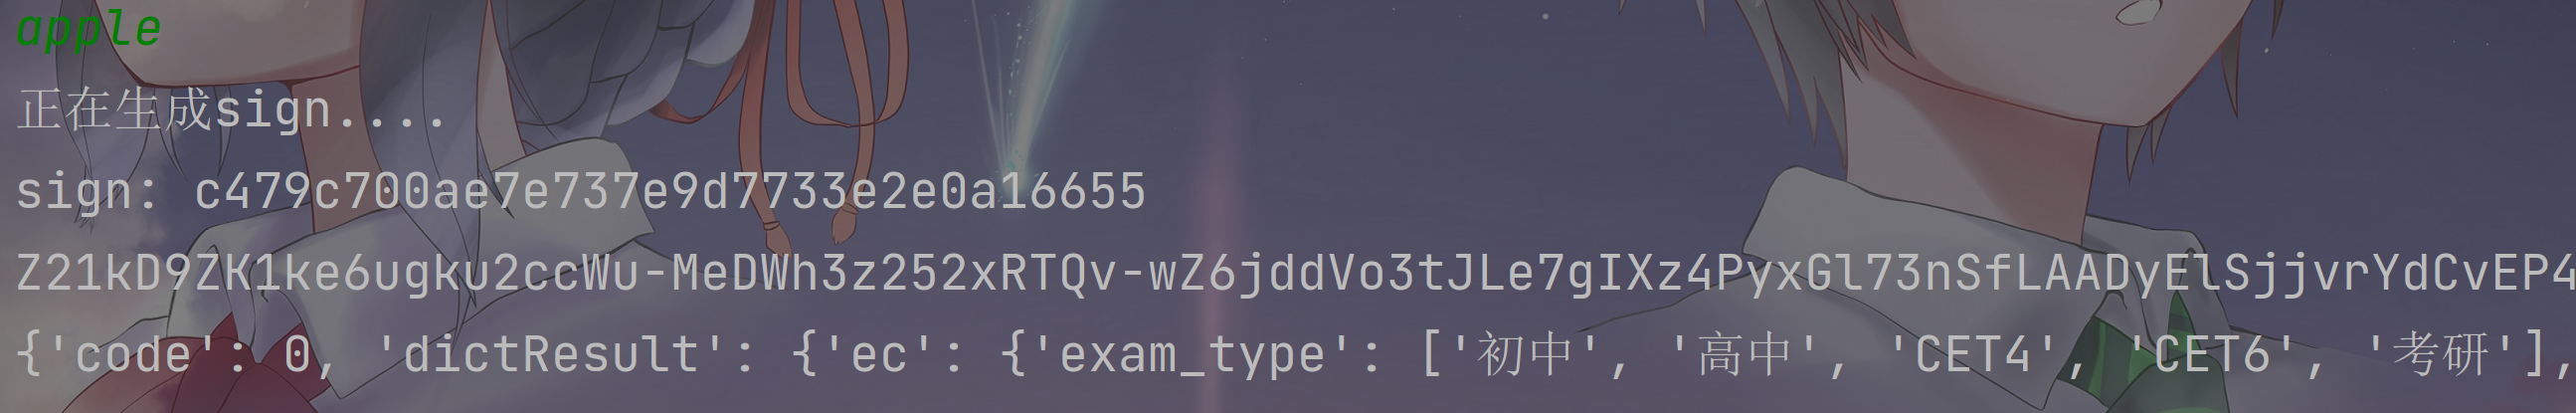 apple
正在生成sign....
sign: c479c700ae7e737e9d7733e2e0a16655
Z21kD9ZK1ke6ugku2ccWu-MeDWh3z252xRTQv-wZ6jddVo3tJLe7gIXz4PyxGl73nSfLAADyElSjjvrYdCvEP4
{'code': 0, 'dictResult': {'ec': {'exam_type': ['初中', '高中', 'CET4', 'CET6', '考研'],